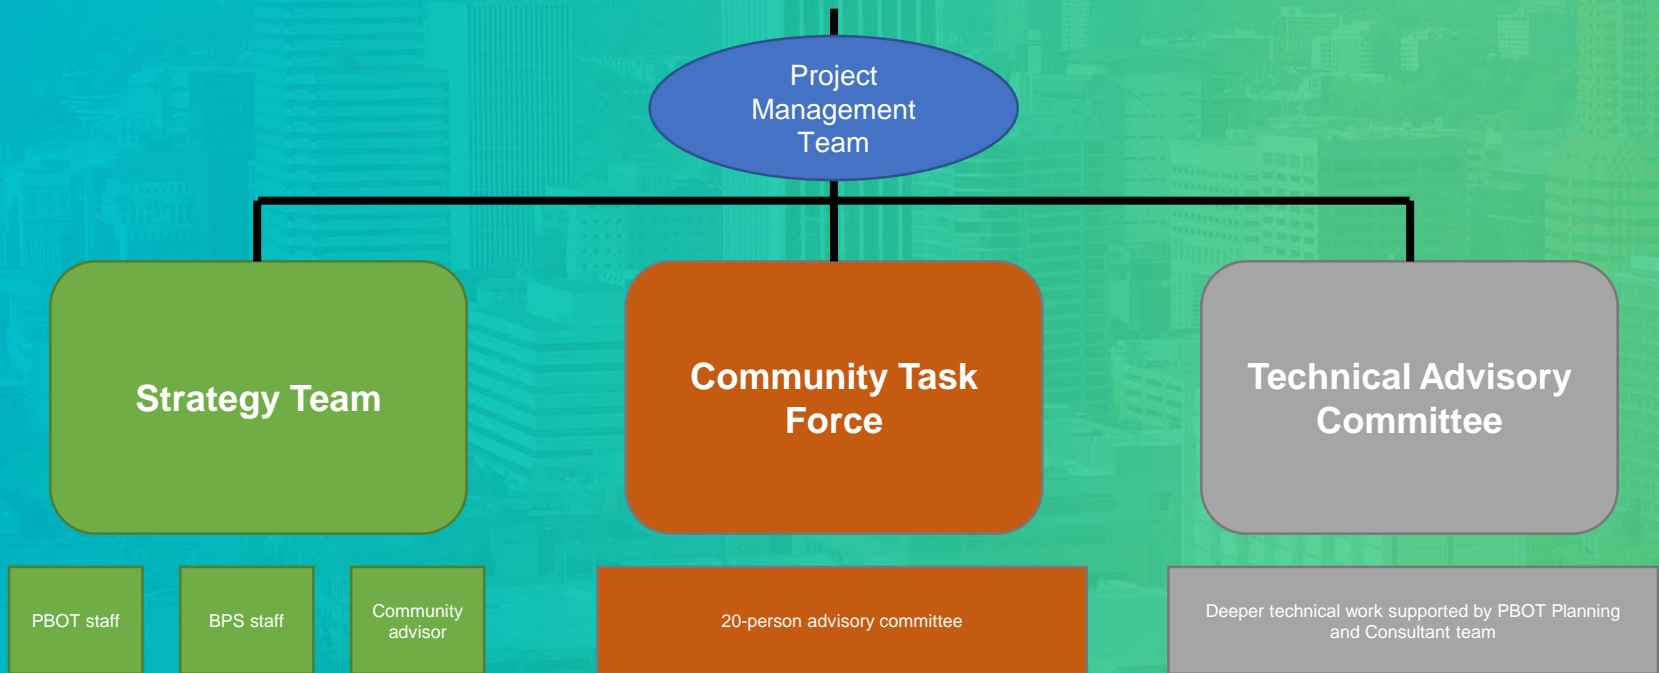 Project
Management
Team
Strategy Team
Community Task
Force
Technical Advisory
Committee
PBOT staff
BPS staff
Community
advisor
20-person advisory committee
Deeper technical work supported by PBOT Planning
and Consultant team